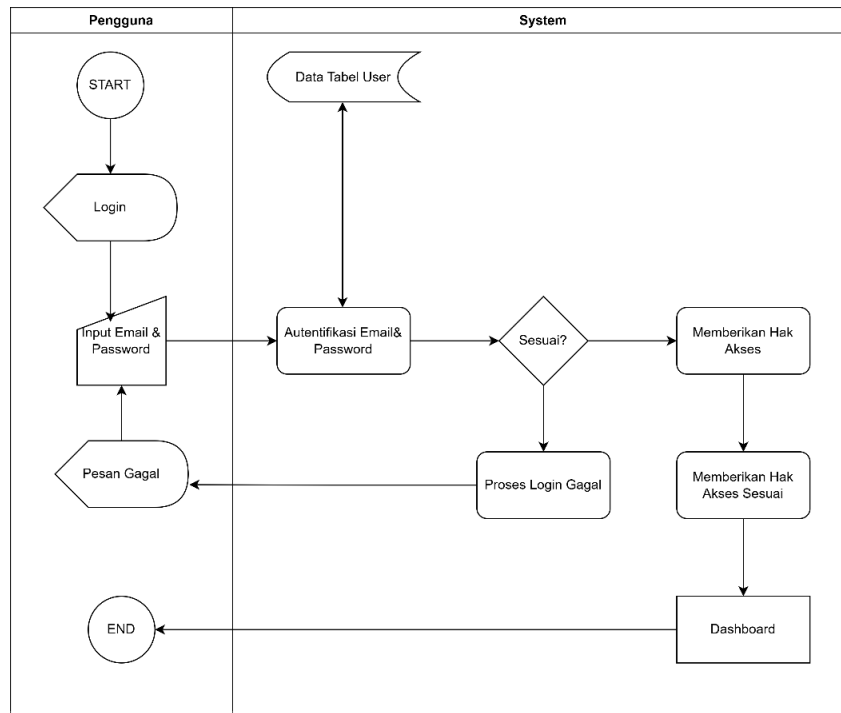 Pengguna
System
START
Data Tabel User
Login
Input Email &
Password
Autentifikasi Email&
Password
Sesuai?
Memberikan Hak
Akses
Pesan Gagal
Proses Login Gagal
Memberikan Hak
Akses Sesuai
END
Dashboard